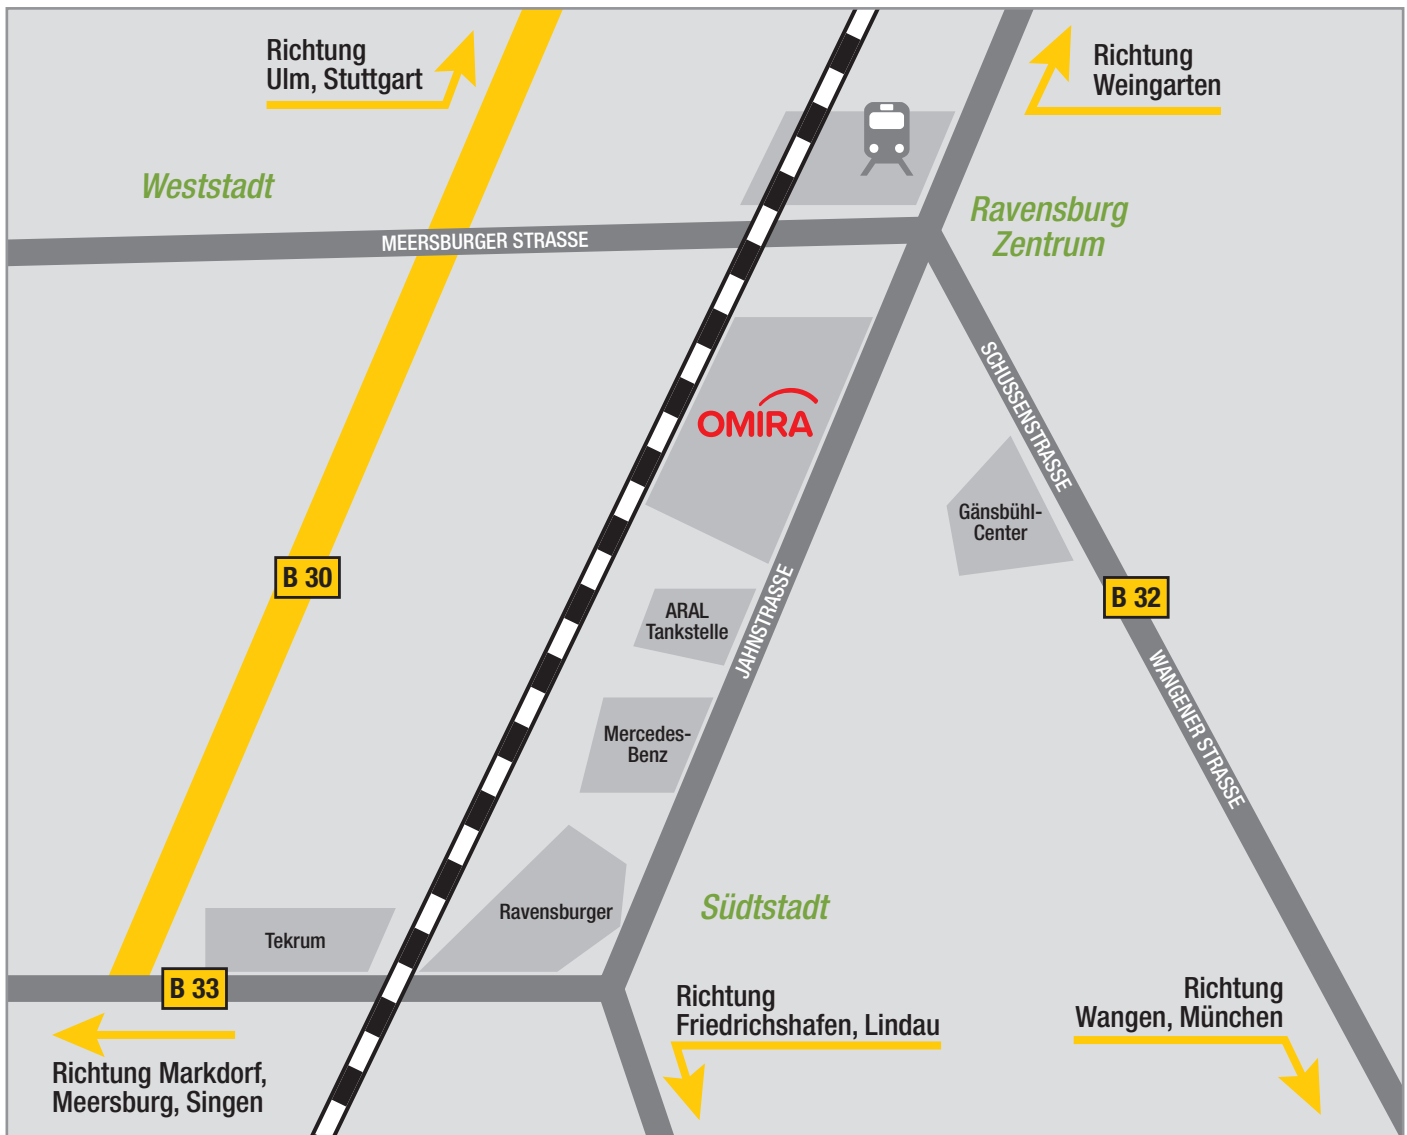 Richtung
Ulm, Stuttgart
Richtung
Weingarten
Weststadt
Ravensburg
Zentrum
MEERSBURGER STRASSE
SCHUSSENSTRASSE
OMIRA
Gänsbühl-
Center
B 30
B 32
JAHNSTRASSE
ARAL
Tankstelle
WANGENER STRASSE
Mercedes-
Benz
Ravensburger
Südtstadt
Tekrum
B 33
Richtung
Friedrichshafen, Lindau
Richtung
Wangen, München
Richtung Markdorf,
Meersburg, Singen